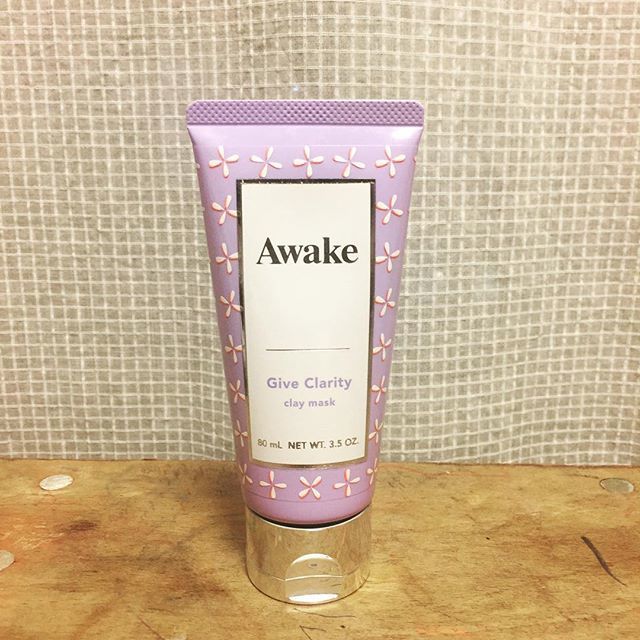 Awake
Give Clarity
clay mask
80 mL NET WT. 3.5 OZ.